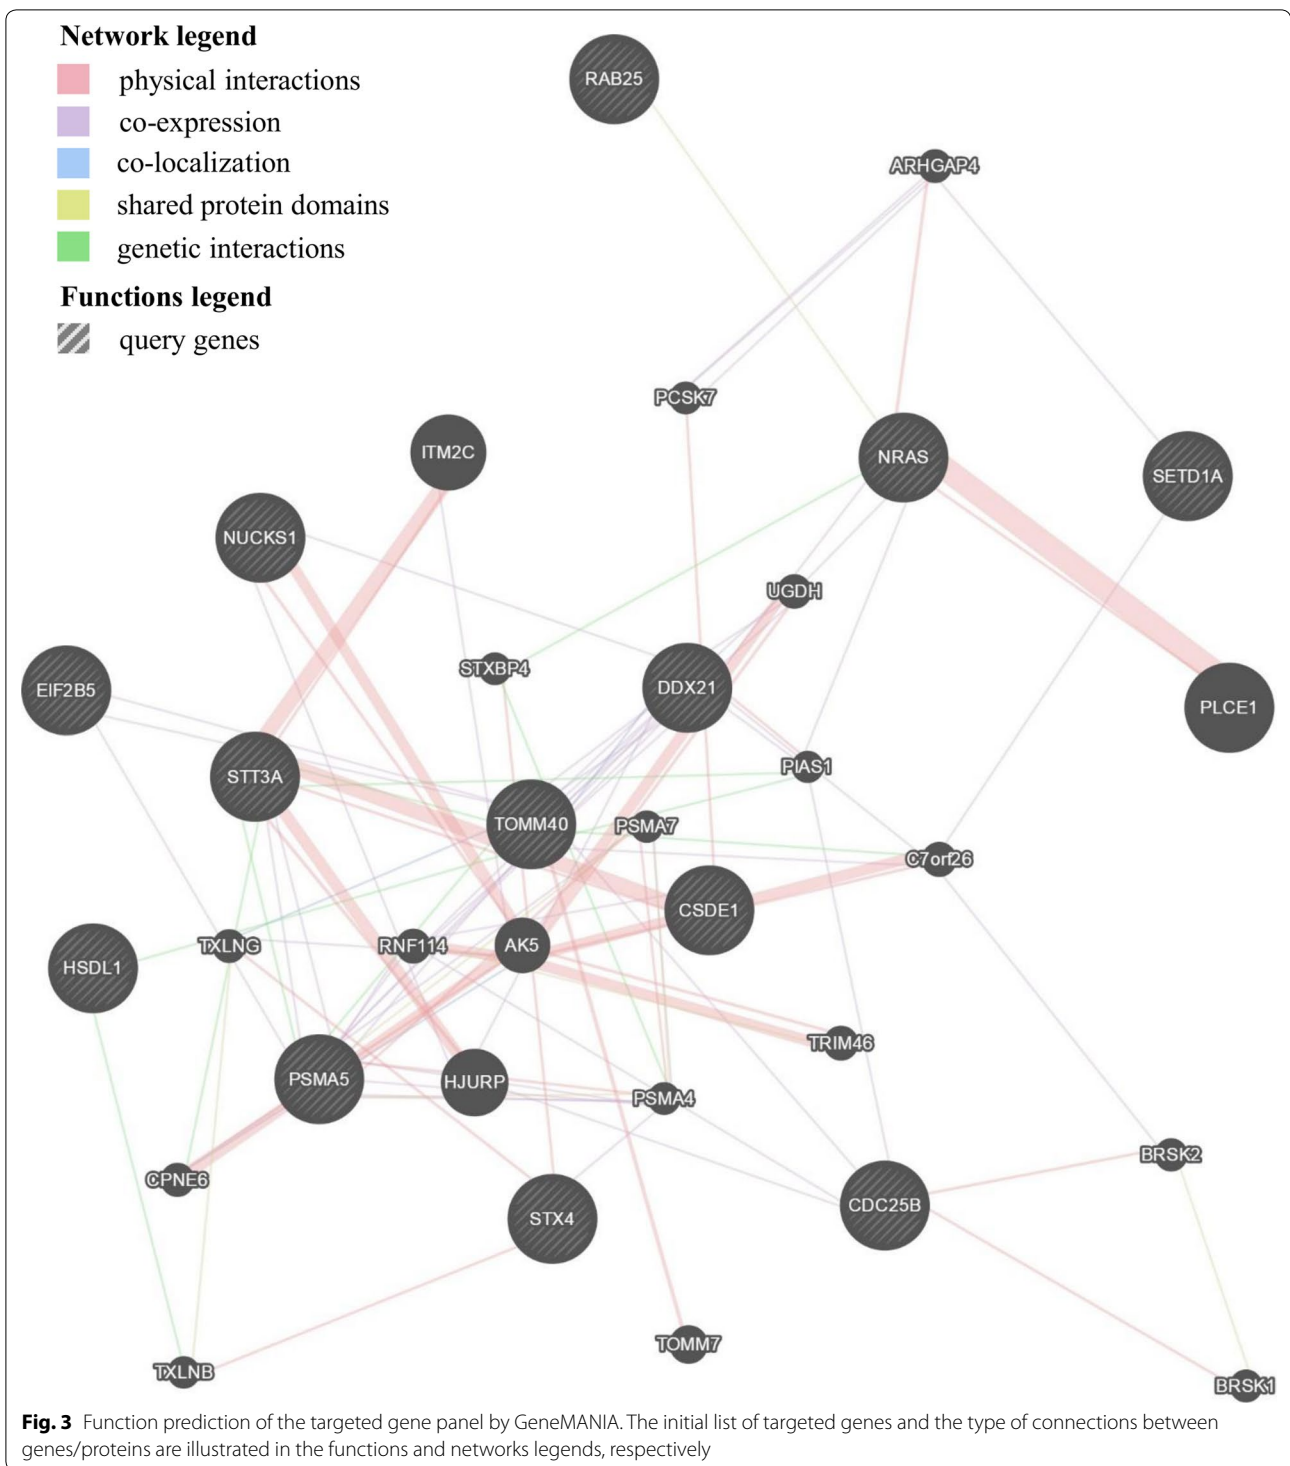 Network legend
physical interactions
co-expression
co-localization
shared protein domains
genetic interactions
Functions legend
query genes
RAB25
ARHGAP4
PCSK7
ITM2C
NRAS
SETD1A
NUCKS1
UGDH
STXBP4
EIF2B5
DDX21
PLCE1
STT3A
PIAS1
TOMM40
PSMA7
C7orf26
CSDE1
TXLNG
RNF114
AK5
HSDL1
TRIM46
PSMA5
HJURP
PSMA4
CPNE6
BRSK2
STX4
CDC25B
TOMM7
TXLNB
BRSK1
Fig. 3 Function prediction of the targeted gene panel by GeneMANIA. The initial list of targeted genes and the type of connections between
genes/proteins are illustrated in the functions and networks legends, respectively